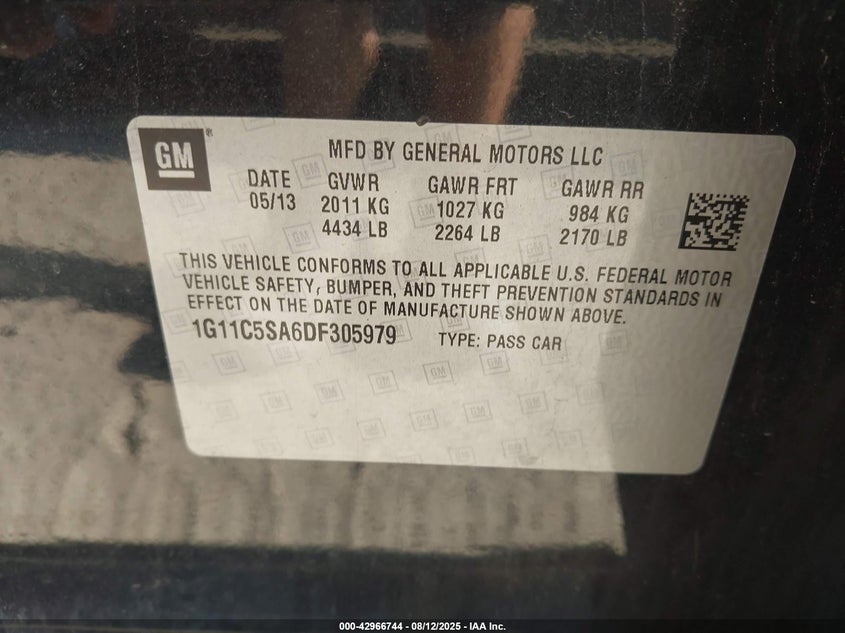 GM
MFD BY GENERAL MOTORS LLC
DATE GVWR GAWR FRT GAWR RR
05/13 2011 KG 1027 KG 984 KG
4434 LB 2264 LB 2170 LB
THIS VEHICLE CONFORMS TO ALL APPLICABLE U.S. FEDERAL MOTOR
VEHICLE SAFETY, BUMPER, AND THEFT PREVENTION STANDARDS IN
EFFECT ON THE DATE OF MANUFACTURE SHOWN ABOVE.
1G11C5SA6DF305979 TYPE: PASS CAR
000-42966744 - 08/12/2025 - IAA Inc.